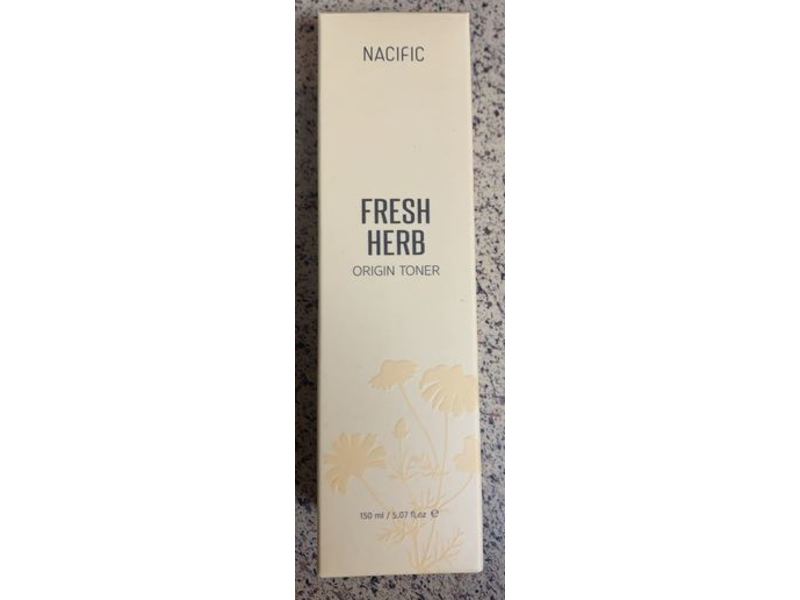 NACIFIC
FRESH
HERB
ORIGIN TONER
150 ml / 5.07 fl.oz ℮